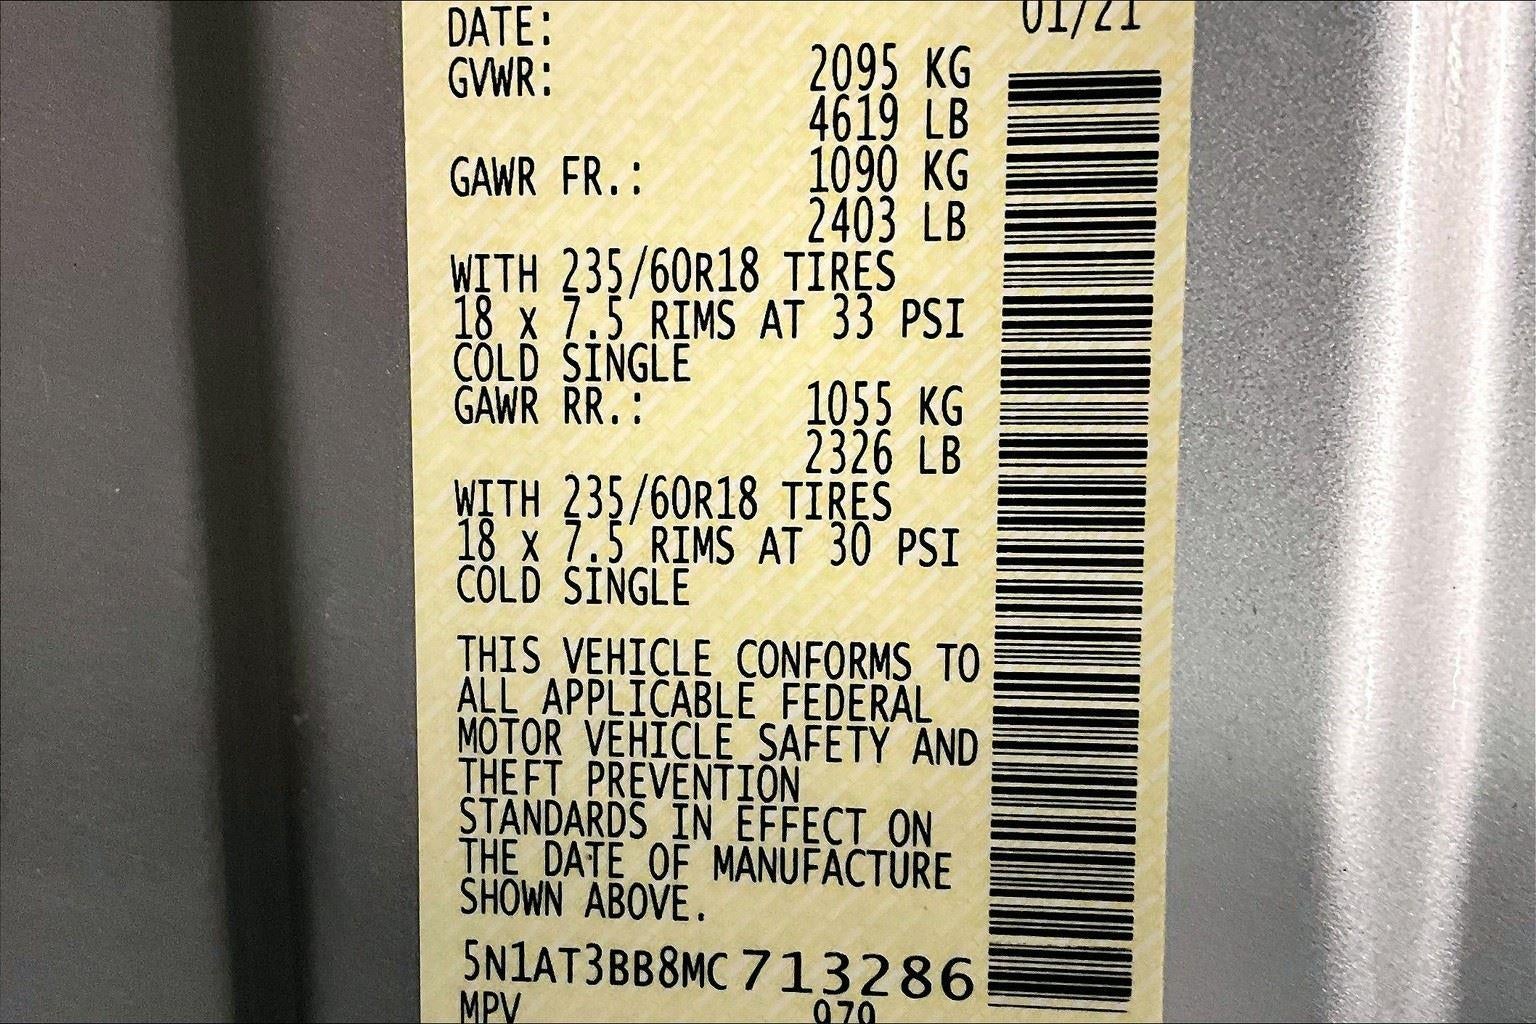 DATE: 01/21
GVWR: 2095 KG
4619 LB
GAWR FR.: 1090 KG
2403 LB
WITH 235/60R18 TIRES
18 x 7.5 RIMS AT 33 PSI
COLD SINGLE
GAWR RR.: 1055 KG
2326 LB
WITH 235/60R18 TIRES
18 x 7.5 RIMS AT 30 PSI
COLD SINGLE
THIS VEHICLE CONFORMS TO
ALL APPLICABLE FEDERAL
MOTOR VEHICLE SAFETY AND
THEFT PREVENTION
STANDARDS IN EFFECT ON
THE DATE OF MANUFACTURE
SHOWN ABOVE.
5N1AT3BB8MC713286
MPV 979